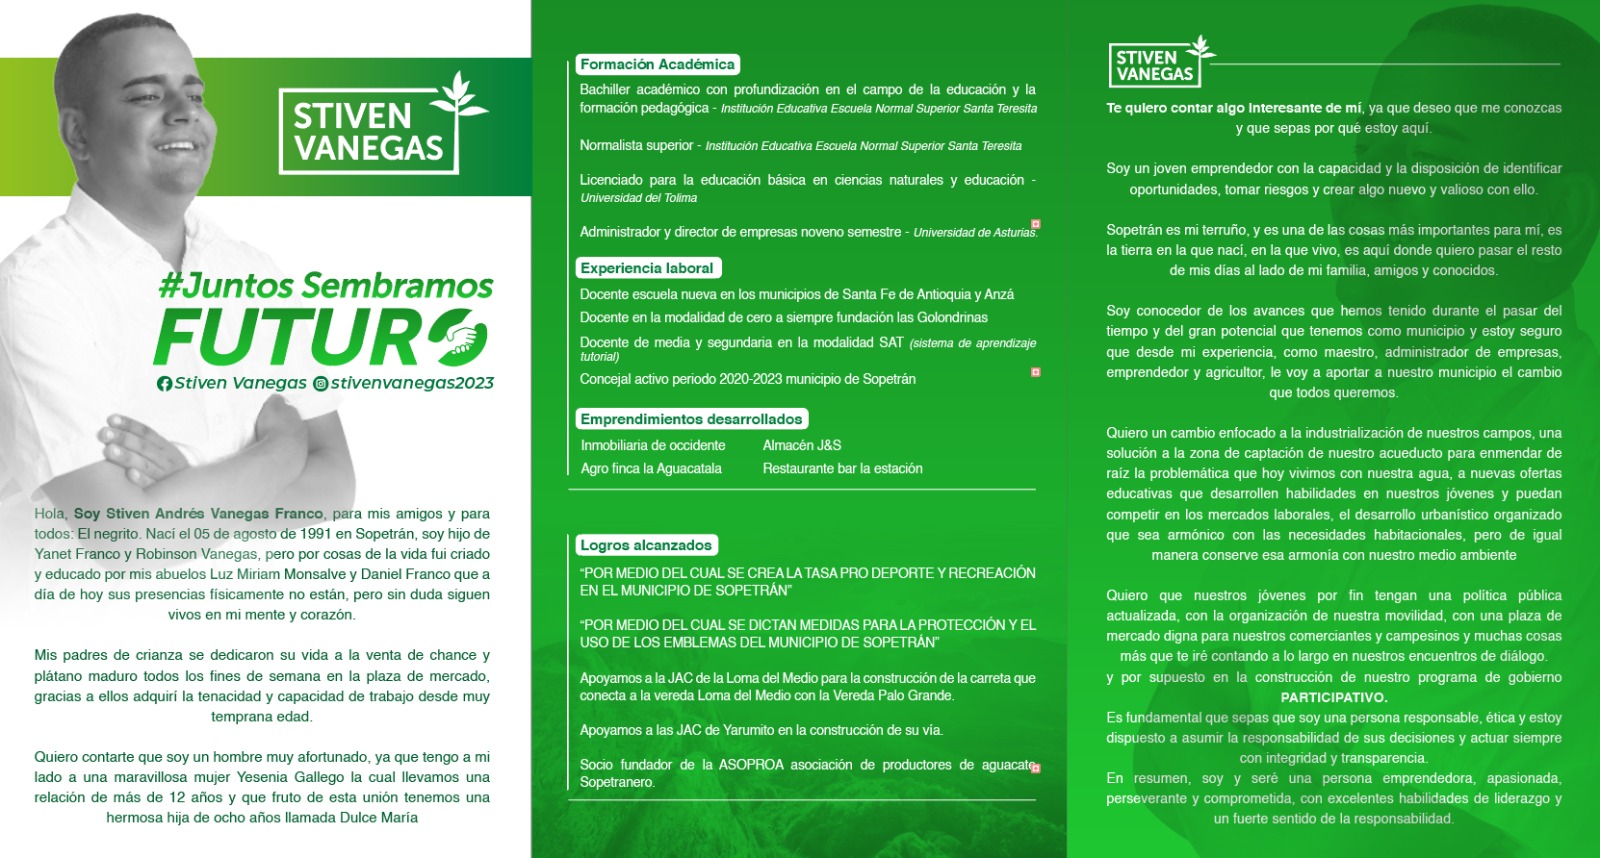 STIVEN
VANEGAS
#Juntos Sembramos
FUTURO
Stiven Vanegas stivenvanegas2023
Hola, Soy Stiven Andrés Vanegas Franco, para mis amigos y para
todos: El negrito. Nací el 05 de agosto de 1991 en Sopetrán, soy hijo de
Yanet Franco y Robinson Vanegas, pero por cosas de la vida fui criado
y educado por mis abuelos Luz Miriam Monsalve y Daniel Franco que a
día de hoy sus presencias físicamente no están, pero sin duda siguen
vivos en mi mente y corazón.
Mis padres de crianza se dedicaron su vida a la venta de chance y
plátano maduro todos los fines de semana en la plaza de mercado,
gracias a ellos adquirí la tenacidad y capacidad de trabajo desde muy
temprana edad.
Quiero contarte que soy un hombre muy afortunado, ya que tengo a mi
lado a una maravillosa mujer Yesenia Gallego la cual llevamos una
relación de más de 12 años y que fruto de esta unión tenemos una
hermosa hija de ocho años llamada Dulce María
Formación Académica
Bachiller académico con profundización en el campo de la educación y la
formación pedagógica - Institución Educativa Escuela Normal Superior Santa Teresita
Normalista superior - Institución Educativa Escuela Normal Superior Santa Teresita
Licenciado para la educación básica en ciencias naturales y educación -
Universidad del Tolima
Administrador y director de empresas noveno semestre - Universidad de Asturias.
Experiencia laboral
Docente escuela nueva en los municipios de Santa Fe de Antioquia y Anzá
Docente en la modalidad de cero a siempre fundación las Golondrinas
Docente de media y segundaria en la modalidad SAT (sistema de aprendizaje
tutorial)
Concejal activo periodo 2020-2023 municipio de Sopetrán
Emprendimientos desarrollados
Inmobiliaria de occidente Almacén J&S
Agro finca la Aguacatala Restaurante bar la estación
Logros alcanzados
“POR MEDIO DEL CUAL SE CREA LA TASA PRO DEPORTE Y RECREACIÓN
EN EL MUNICIPIO DE SOPETRÁN”
“POR MEDIO DEL CUAL SE DICTAN MEDIDAS PARA LA PROTECCIÓN Y EL
USO DE LOS EMBLEMAS DEL MUNICIPIO DE SOPETRÁN”
Apoyamos a la JAC de la Loma del Medio para la construcción de la carreta que
conecta a la vereda Loma del Medio con la Vereda Palo Grande.
Apoyamos a las JAC de Yarumito en la construcción de su vía.
Socio fundador de la ASOPROA asociación de productores de aguacate
Sopetranero.
STIVEN
VANEGAS
Te quiero contar algo interesante de mí, ya que deseo que me conozcas
y que sepas por qué estoy aquí.
Soy un joven emprendedor con la capacidad y la disposición de identificar
oportunidades, tomar riesgos y crear algo nuevo y valioso con ello.
Sopetrán es mi terruño, y es una de las cosas más importantes para mí, es
la tierra en la que nací, en la que vivo, es aquí donde quiero pasar el resto
de mis días al lado de mi familia, amigos y conocidos.
Soy conocedor de los avances que hemos tenido durante el pasar del
tiempo y del gran potencial que tenemos como municipio y estoy seguro
que desde mi experiencia, como maestro, administrador de empresas,
emprendedor y agricultor, le voy a aportar a nuestro municipio el cambio
que todos queremos.
Quiero un cambio enfocado a la industrialización de nuestros campos, una
solución a la zona de captación de nuestro acueducto para enmendar de
raíz la problemática que hoy vivimos con nuestra agua, a nuevas ofertas
educativas que desarrollen habilidades en nuestros jóvenes y puedan
competir en los mercados laborales, el desarrollo urbanístico organizado
que sea armónico con las necesidades habitacionales, pero de igual
manera conserve esa armonía con nuestro medio ambiente
Quiero que nuestros jóvenes por fin tengan una política pública
actualizada, con la organización de nuestra movilidad, con una plaza de
mercado digna para nuestros comerciantes y campesinos y muchas cosas
más que te iré contando a lo largo en nuestros encuentros de diálogo.
y por supuesto en la construcción de nuestro programa de gobierno
PARTICIPATIVO.
Es fundamental que sepas que soy una persona responsable, ética y estoy
dispuesto a asumir la responsabilidad de sus decisiones y actuar siempre
con integridad y transparencia.
En resumen, soy y seré una persona emprendedora, apasionada,
perseverante y comprometida, con excelentes habilidades de liderazgo y
un fuerte sentido de la responsabilidad.